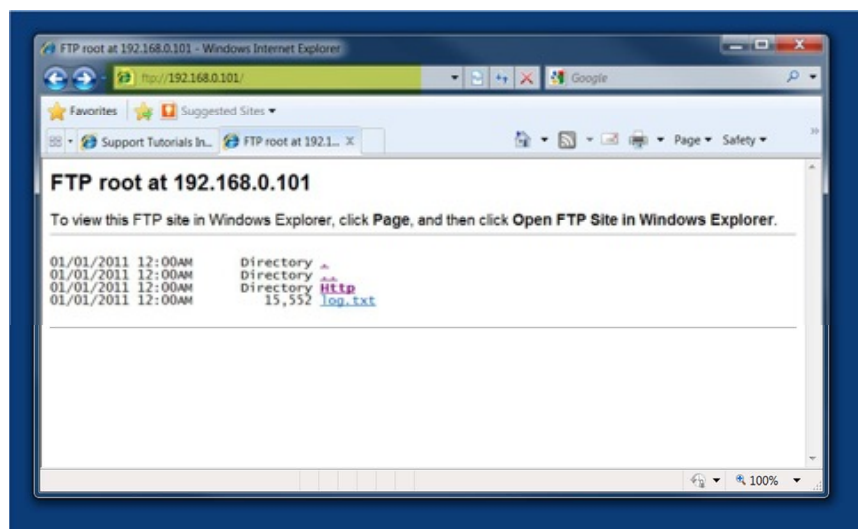 FTP root at 192.168.0.101 - Windows Internet Explorer
ftp://192.168.0.101/
Google
Favorites
Suggested Sites
Support Tutorials In...
FTP root at 192.1...
Page
Safety
FTP root at 192.168.0.101
To view this FTP site in Windows Explorer, click Page, and then click Open FTP Site in Windows Explorer.
01/01/2011 12:00AM Directory .
01/01/2011 12:00AM Directory ..
01/01/2011 12:00AM Directory Http
01/01/2011 12:00AM 15,552 log.txt
100%